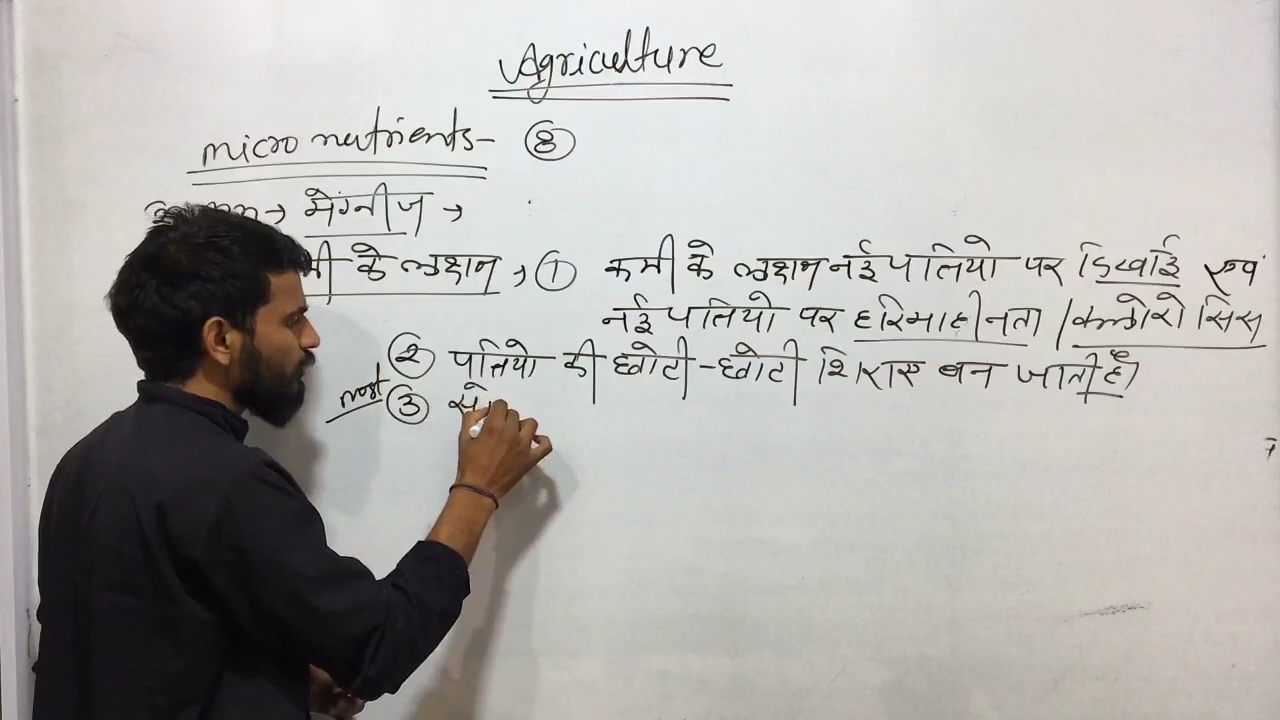 Agriculture
micro nutrients- 8
→ मेंग्नीज →
मी के लक्षण, ① कमी के लक्षण नई पतियो पर दिखाई एवं
नई पतियो पर हरिमाहीनता / क्लोरोसिस
② पत्तियो की छोटी-छोटी शिराए बन जाती है
most ③